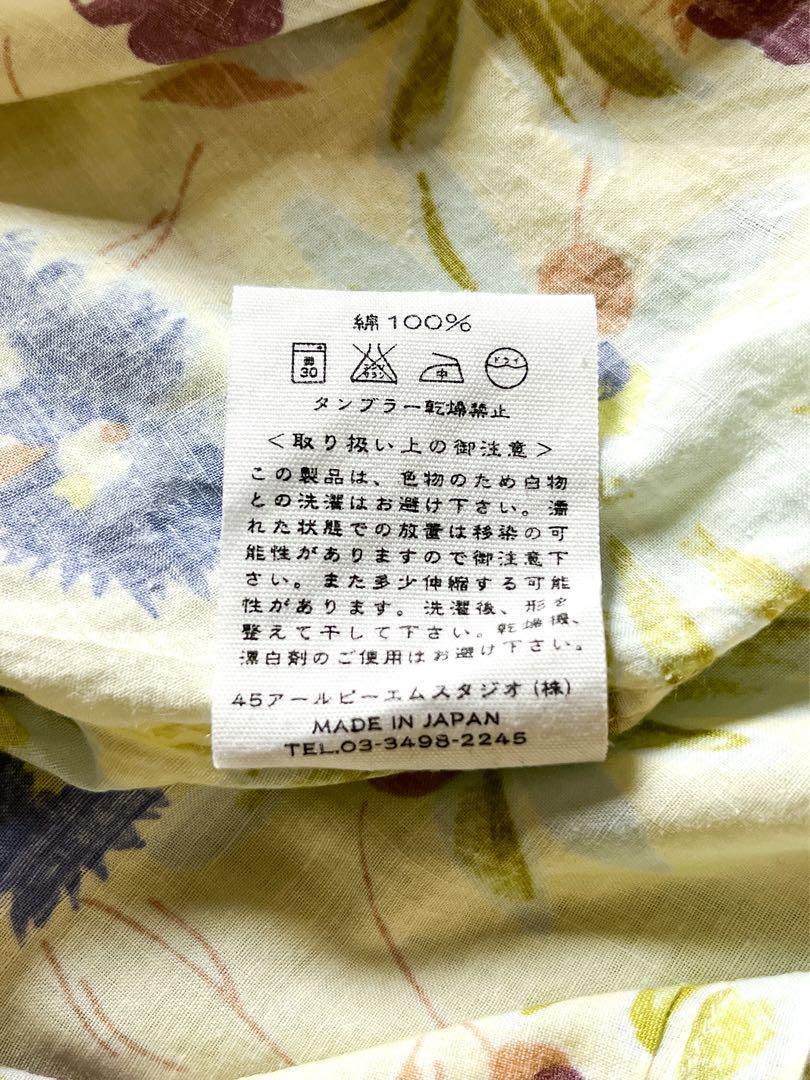 綿100%
弱 30 エンソ サラシ 中 ドライ
タンブラー乾燥禁止
＜取り扱い上の御注意＞
この製品は、色物のため白物
との洗濯はお避け下さい。濡
れた状態での放置は移染の可
能性がありますので御注意下
さい。また多少伸縮する可能
性があります。洗濯後、形を
整えて干して下さい。乾燥機、
漂白剤のご使用はお避け下さい。
45アールピーエムスタジオ(株)
MADE IN JAPAN
TEL.03-3498-2245